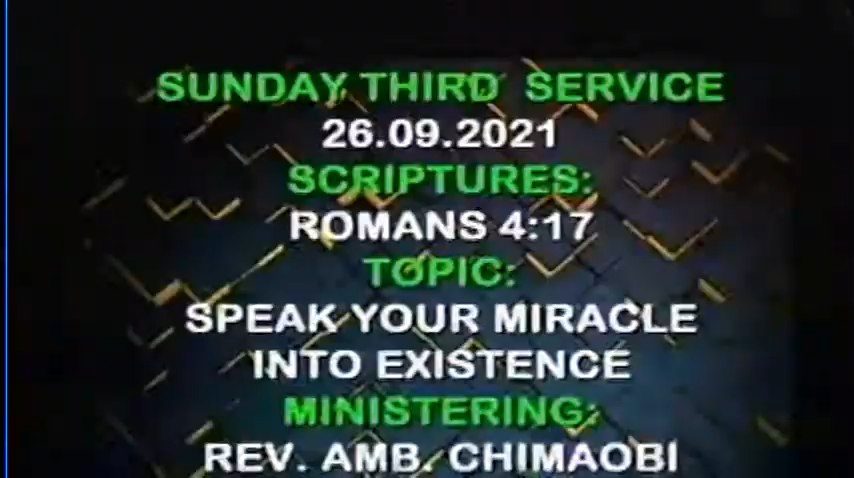 SUNDAY THIRD SERVICE
26.09.2021
SCRIPTURES:
ROMANS 4:17
TOPIC:
SPEAK YOUR MIRACLE
INTO EXISTENCE
MINISTERING:
REV. AMB. CHIMAOBI